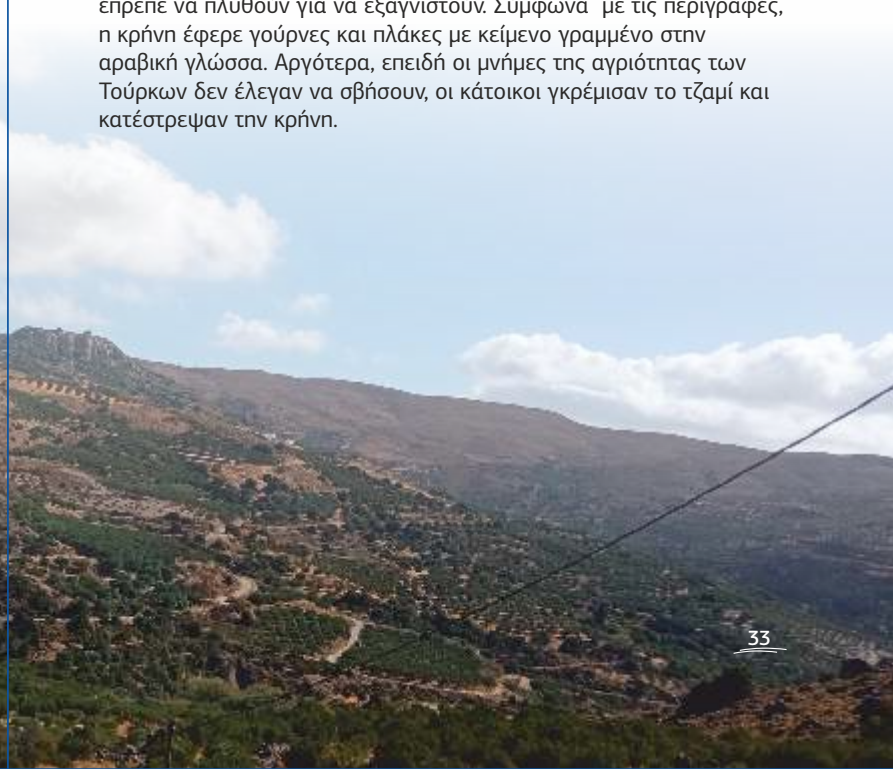 έπρεπε να πλυθούν για να εξαγνιστούν. Σύμφωνα με τις περιγραφές,
η κρήνη έφερε γούρνες και πλάκες με κείμενο γραμμένο στην
αραβική γλώσσα. Αργότερα, επειδή οι μνήμες της αγριότητας των
Τούρκων δεν έλεγαν να σβήσουν, οι κάτοικοι γκρέμισαν το τζαμί και
κατέστρεψαν την κρήνη.
33